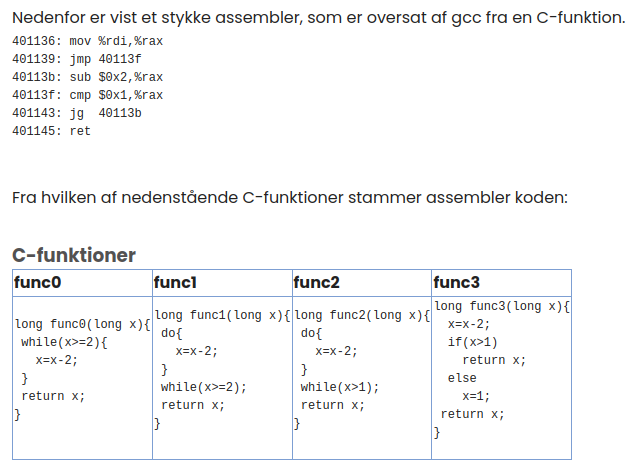 Nedenfor er vist et stykke assembler, som er oversat af gcc fra en C-funktion.
401136: mov %rdi,%rax
401139: jmp 40113f
40113b: sub $0x2,%rax
40113f: cmp $0x1,%rax
401143: jg  40113b
401145: ret
Fra hvilken af nedenstående C-funktioner stammer assembler koden:
C-funktioner
func0
long func0(long x){
while(x>=2){
x=x-2;
}
return x;
}
func1
long func1(long x){
do{
x=x-2;
}
while(x>=2);
return x;
}
func2
long func2(long x){
do{
x=x-2;
}
while(x>1);
return x;
}
func3
long func3(long x){
x=x-2;
if(x>1)
return x;
else
x=1;
return x;
}